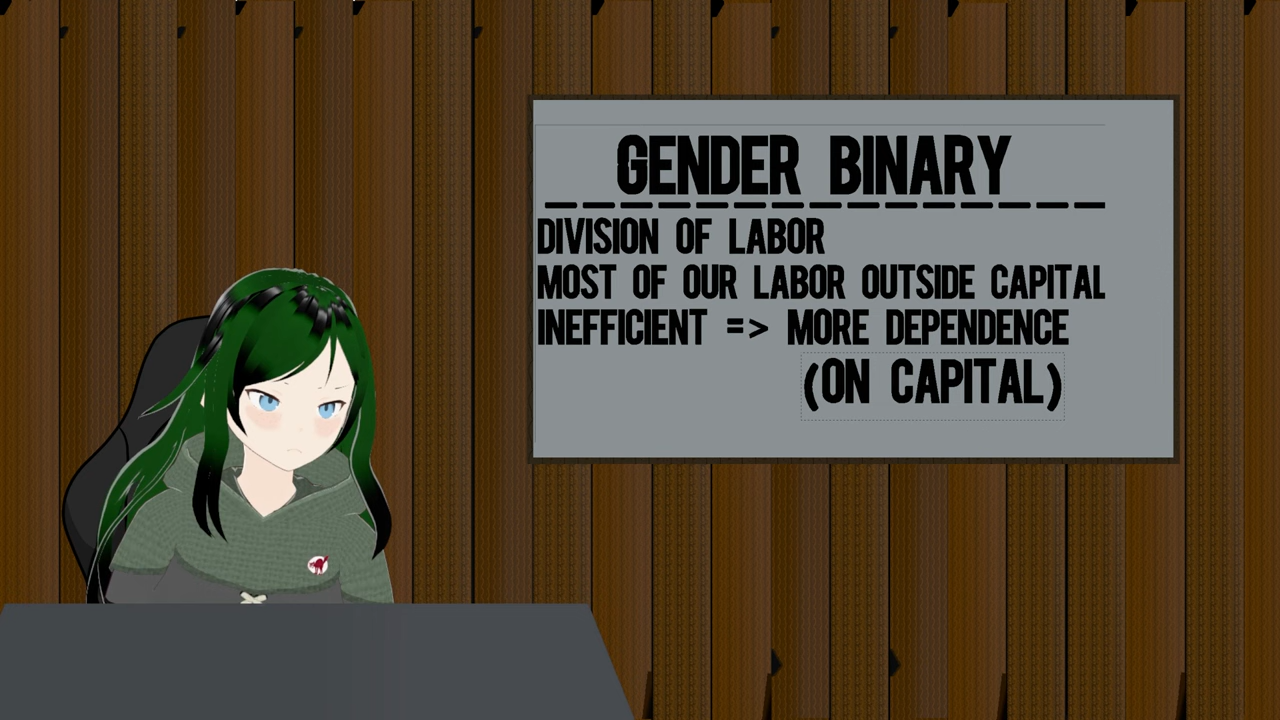 GENDER BINARY
DIVISION OF LABOR
MOST OF OUR LABOR OUTSIDE CAPITAL
INEFFICIENT => MORE DEPENDENCE
(ON CAPITAL)